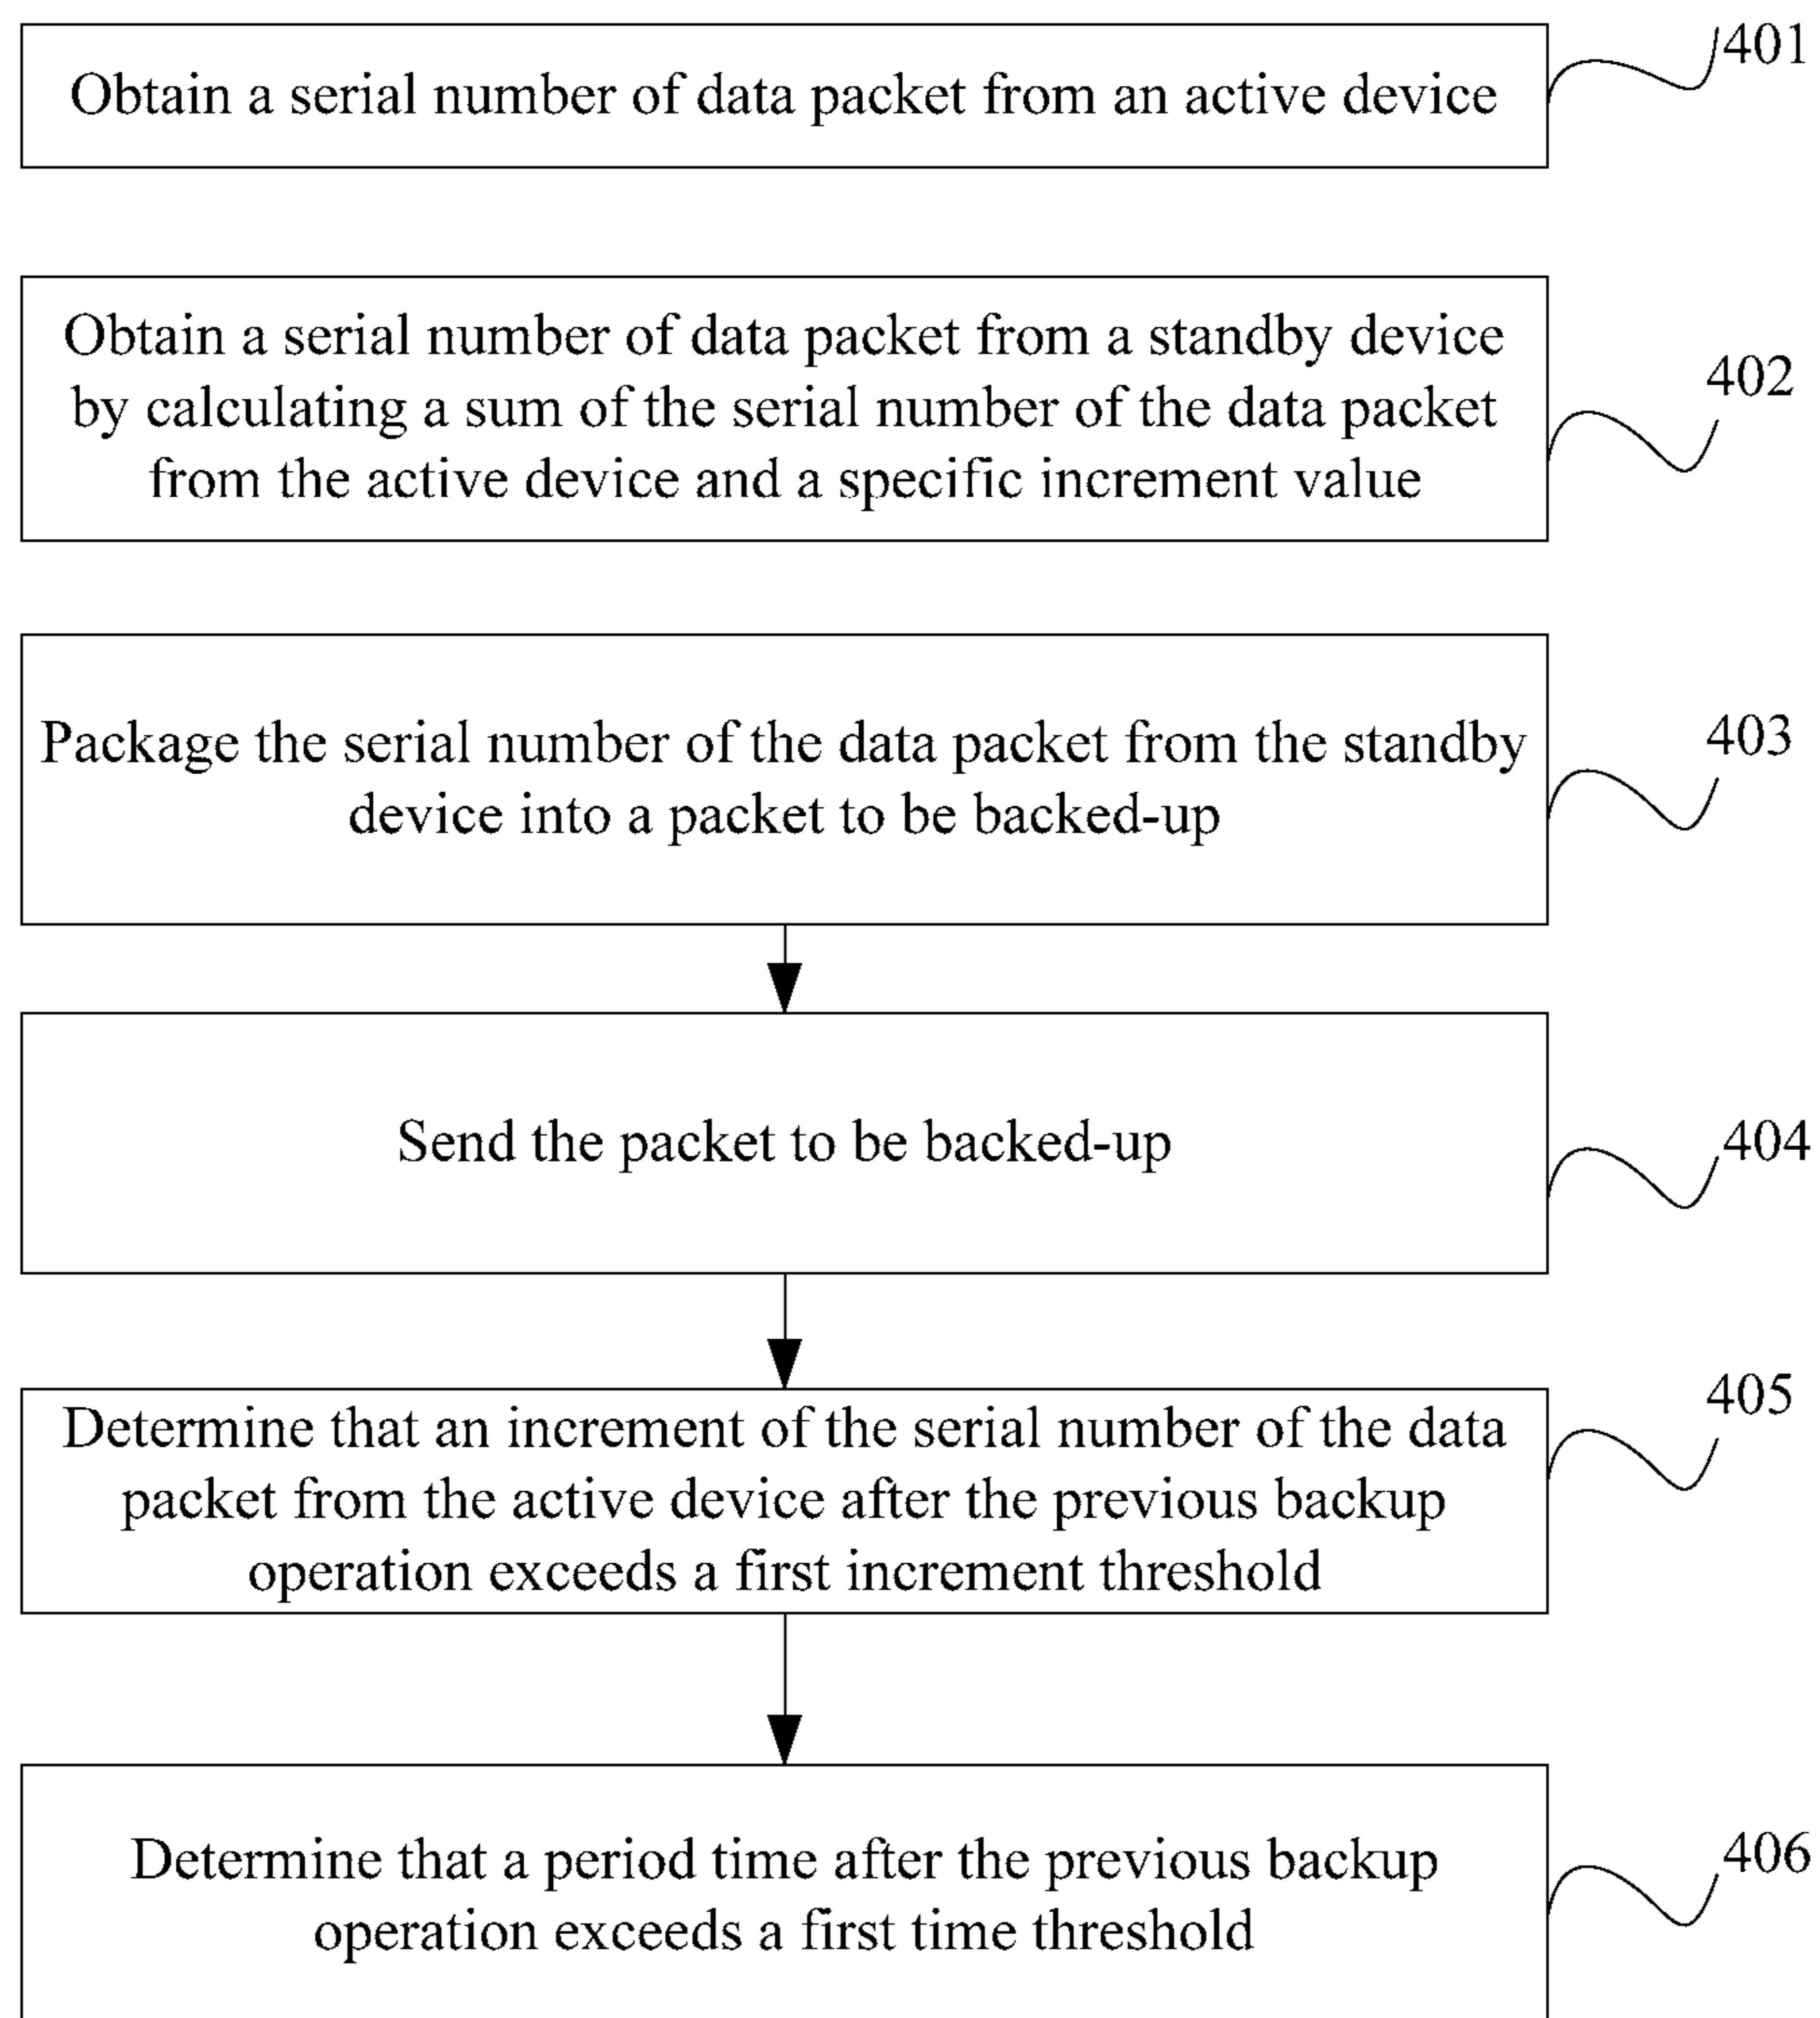 Obtain a serial number of data packet from an active device
401
Obtain a serial number of data packet from a standby device
by calculating a sum of the serial number of the data packet
from the active device and a specific increment value
402
Package the serial number of the data packet from the standby
device into a packet to be backed-up
403
Send the packet to be backed-up
404
Determine that an increment of the serial number of the data
packet from the active device after the previous backup
operation exceeds a first increment threshold
405
Determine that a period time after the previous backup
operation exceeds a first time threshold
406